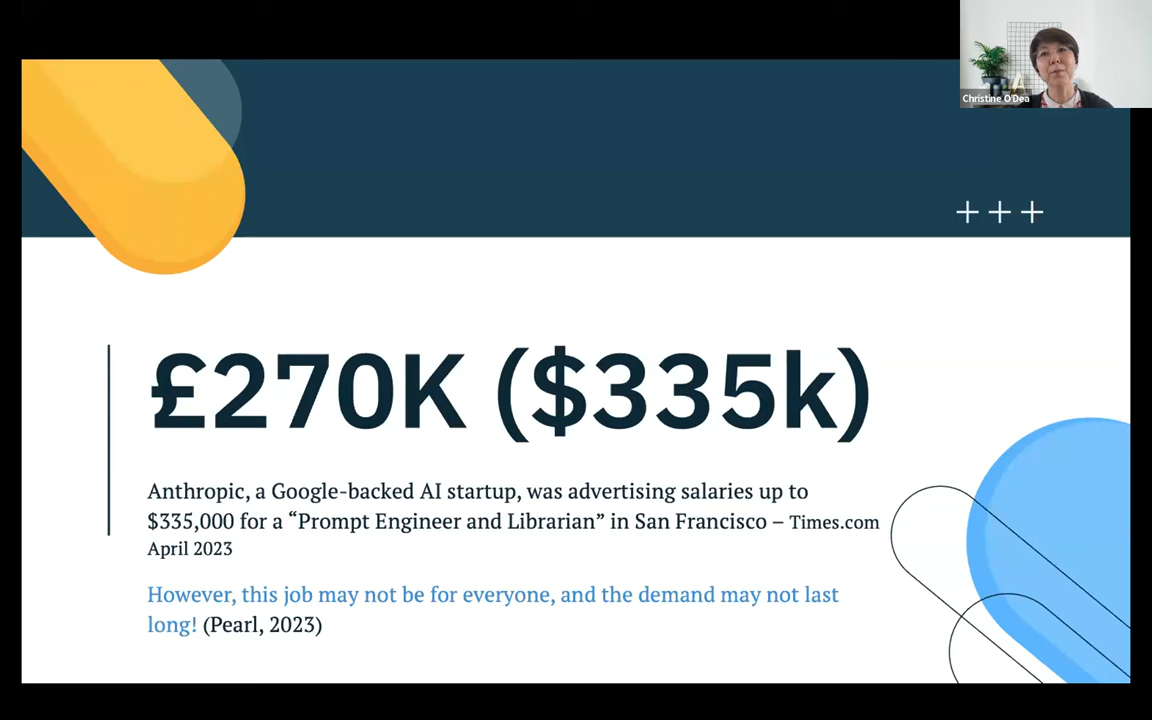 Christine O'Dea
£270K ($335k)
Anthropic, a Google-backed AI startup, was advertising salaries up to
$335,000 for a “Prompt Engineer and Librarian” in San Francisco – Times.com
April 2023
However, this job may not be for everyone, and the demand may not last
long! (Pearl, 2023)